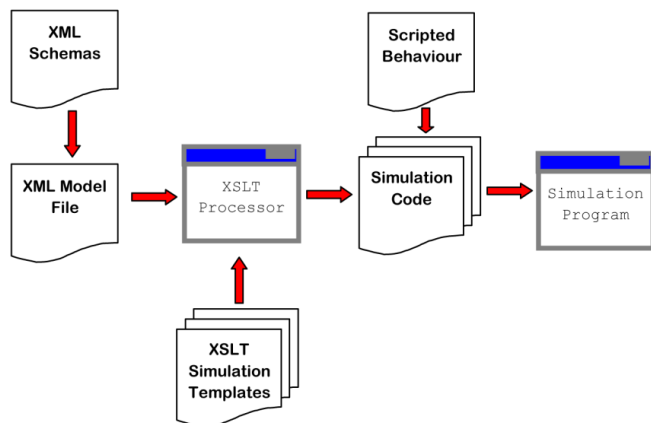 XML
Schemas
Scripted
Behaviour
XML Model
File
XSLT
Processor
Simulation
Code
Simulation
Program
XSLT
Simulation
Templates